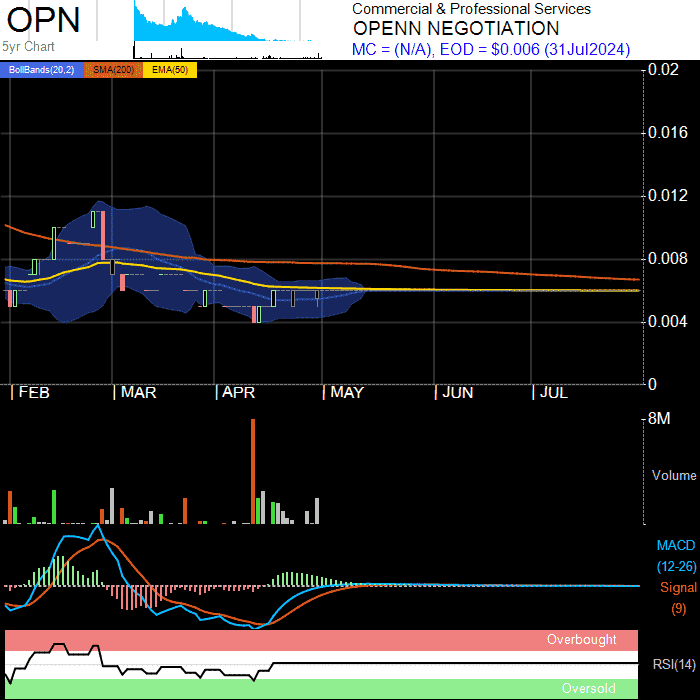 OPN
5yr Chart
Commercial & Professional Services
OPENN NEGOTIATION
MC = (N/A), EOD = $0.006 (31Jul2024)
BollBands(20,2) SMA(200) EMA(50)
0.02
0.016
0.012
0.008
0.004
0
FEB MAR APR MAY JUN JUL
8M
Volume
MACD
(12-26)
Signal
(9)
Overbought
RSI(14)
Oversold